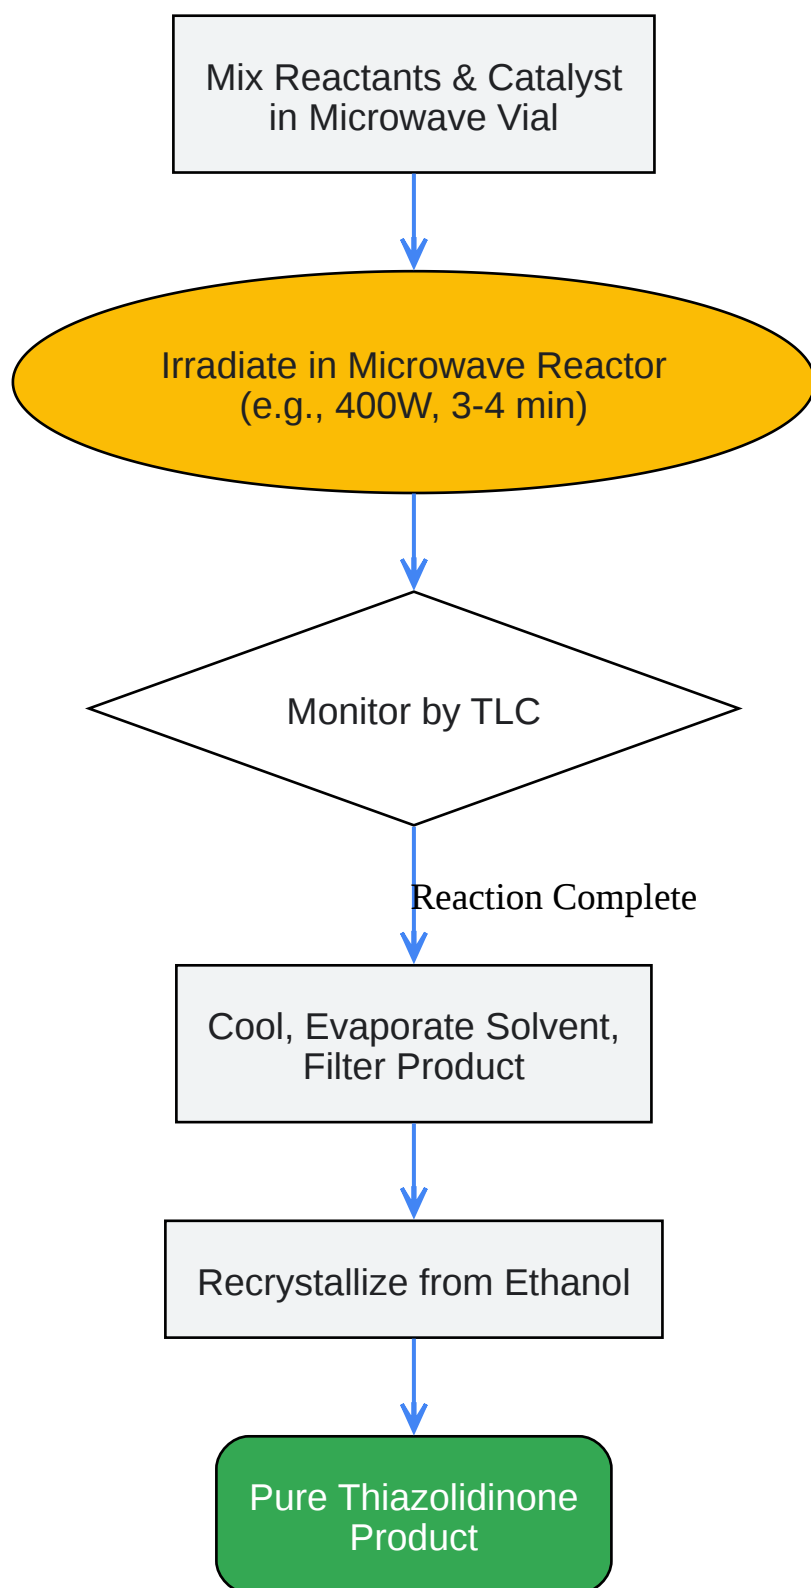 Mix Reactants & Catalyst
in Microwave Vial
Irradiate in Microwave Reactor
(e.g., 400W, 3-4 min)
Monitor by TLC
Reaction Complete
Cool, Evaporate Solvent,
Filter Product
Recrystallize from Ethanol
Pure Thiazolidinone
Product